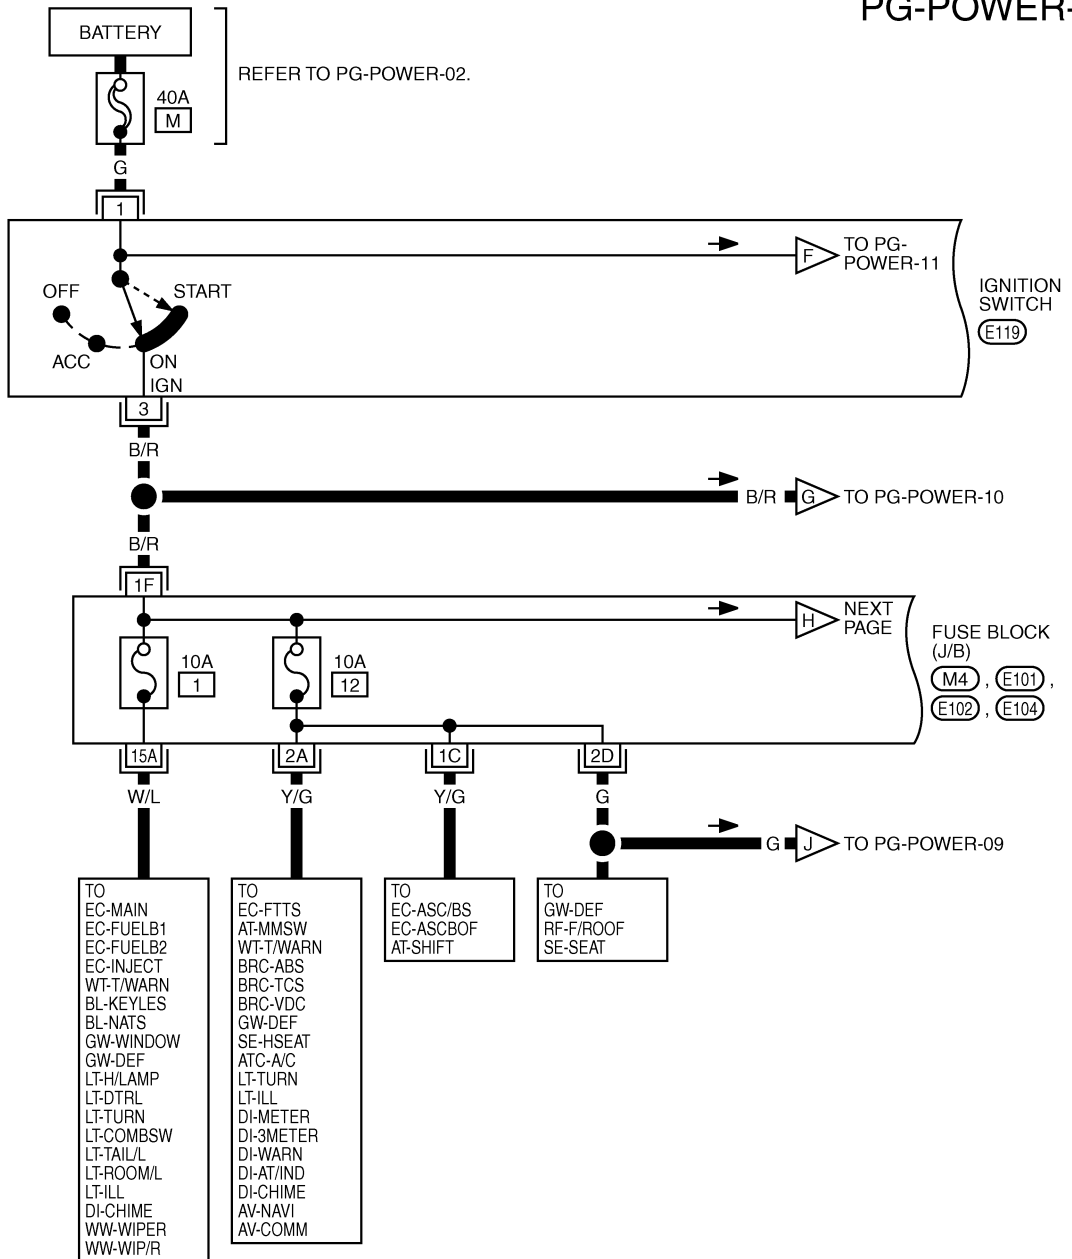 PG-POWER-
BATTERY
REFER TO PG-POWER-02.
40A
M
G
1
F
TO PG-
POWER-11
OFF
START
ACC
ON
IGN
IGNITION
SWITCH
E119
3
B/R
B/R
G
TO PG-POWER-10
B/R
1F
H
NEXT
PAGE
10A
1
10A
12
FUSE BLOCK
(J/B)
M4 , E101 ,
E102 , E104
15A
2A
1C
2D
W/L
Y/G
Y/G
G
G
J
TO PG-POWER-09
TO
EC-MAIN
EC-FUELB1
EC-FUELB2
EC-INJECT
WT-T/WARN
BL-KEYLES
BL-NATS
GW-WINDOW
GW-DEF
LT-H/LAMP
LT-DTRL
LT-TURN
LT-COMBSW
LT-TAIL/L
LT-ROOM/L
LT-ILL
DI-CHIME
WW-WIPER
WW-WIP/R
TO
EC-FTTS
AT-MMSW
WT-T/WARN
BRC-ABS
BRC-TCS
BRC-VDC
GW-DEF
SE-HSEAT
ATC-A/C
LT-TURN
LT-ILL
DI-METER
DI-3METER
DI-WARN
DI-AT/IND
DI-CHIME
AV-NAVI
AV-COMM
TO
EC-ASC/BS
EC-ASCBOF
AT-SHIFT
TO
GW-DEF
RF-F/ROOF
SE-SEAT